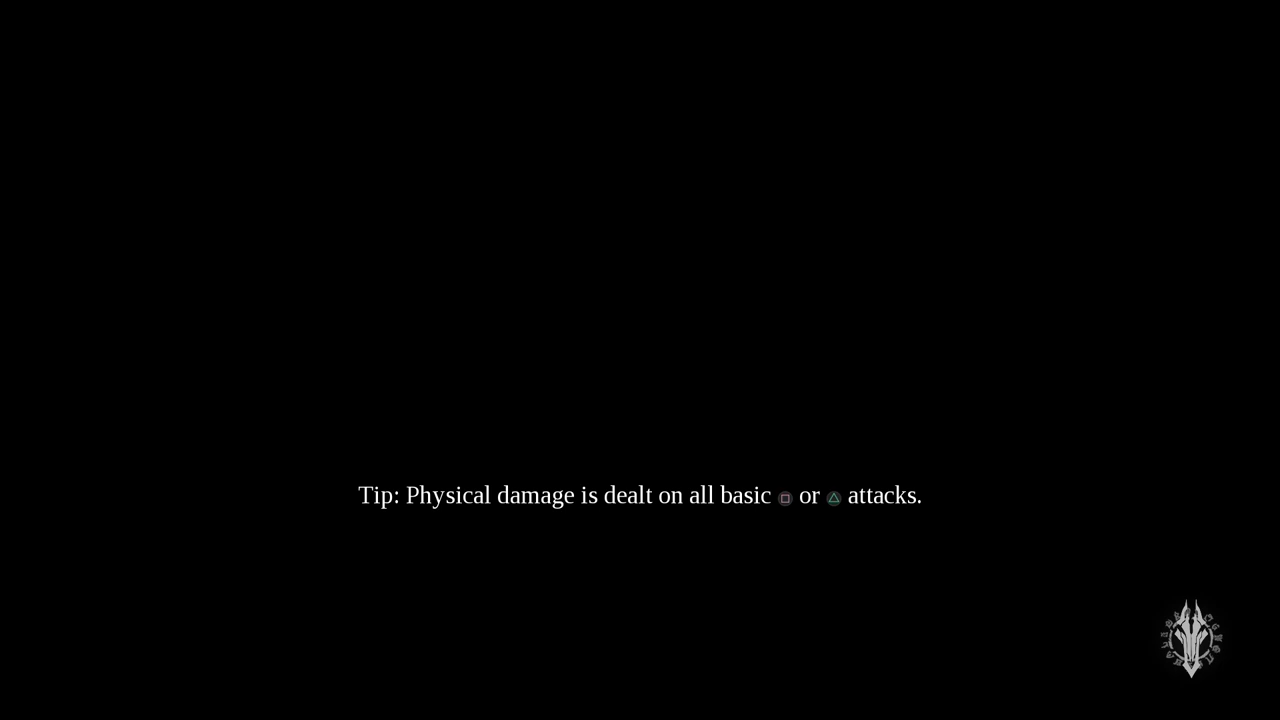 Tip: Physical damage is dealt on all basic □ or △ attacks.